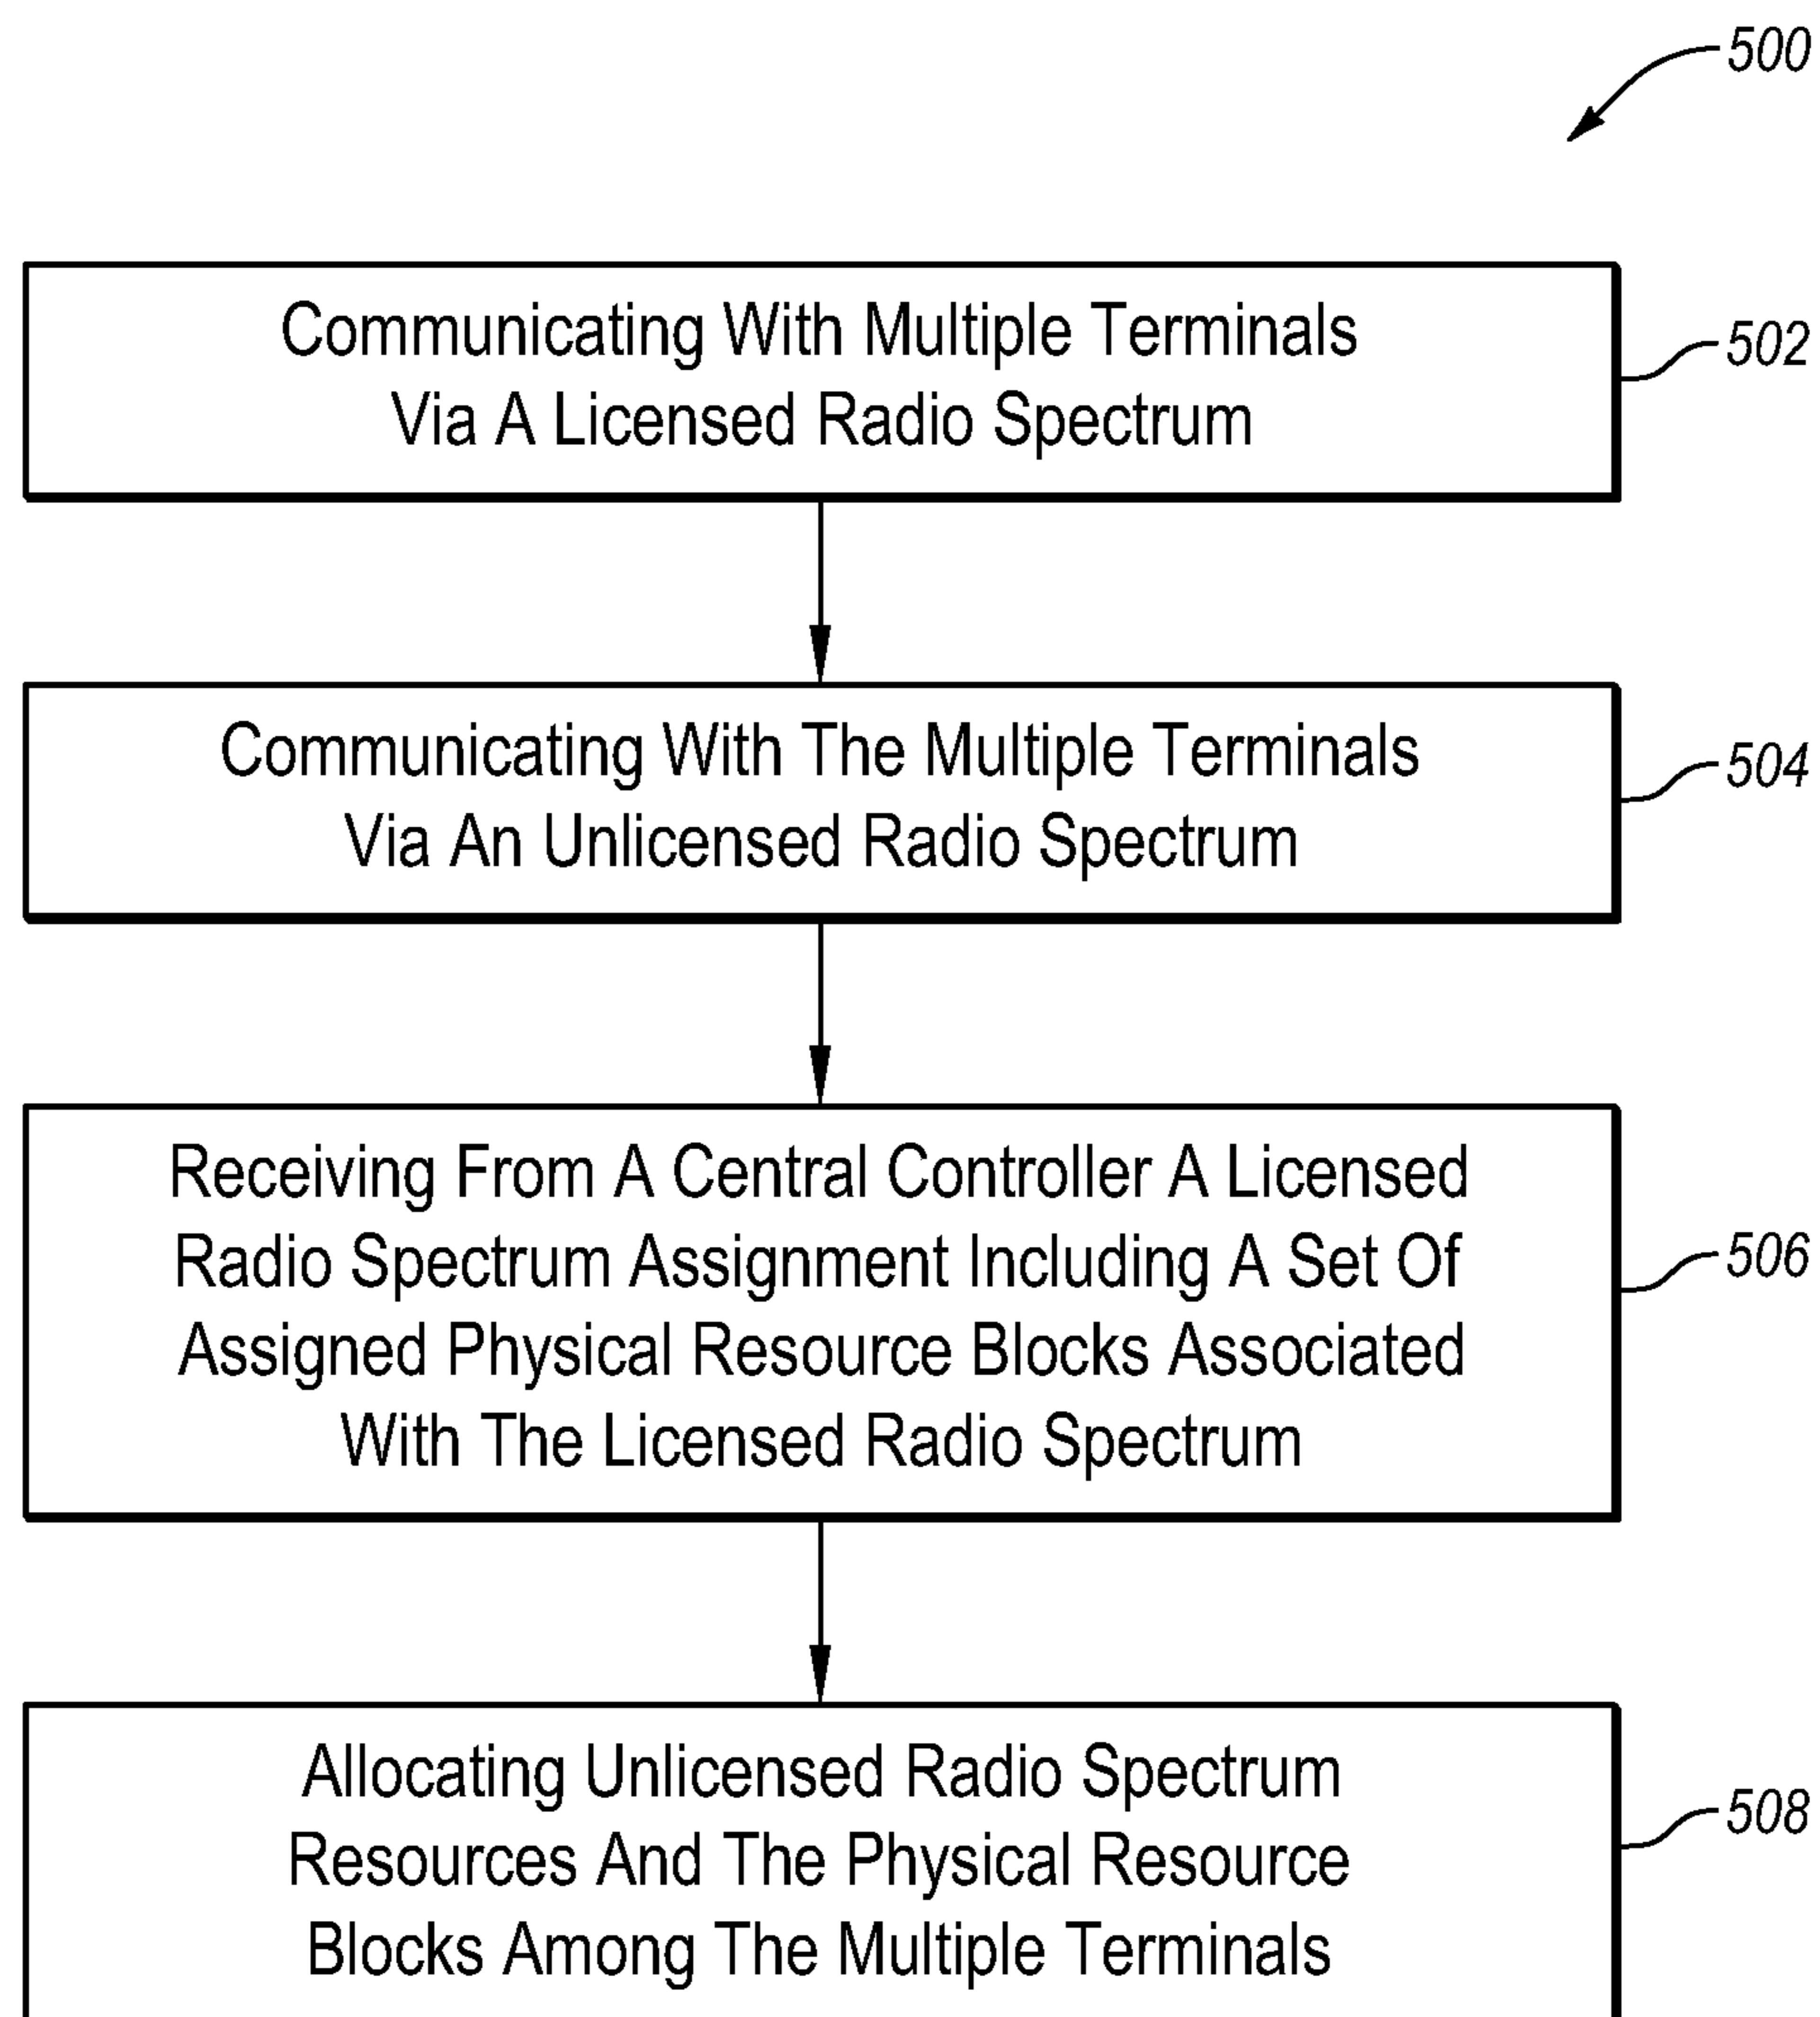 500
Communicating With Multiple Terminals
Via A Licensed Radio Spectrum
502
Communicating With The Multiple Terminals
Via An Unlicensed Radio Spectrum
504
Receiving From A Central Controller A Licensed
Radio Spectrum Assignment Including A Set Of
Assigned Physical Resource Blocks Associated
With The Licensed Radio Spectrum
506
Allocating Unlicensed Radio Spectrum
Resources And The Physical Resource
Blocks Among The Multiple Terminals
508